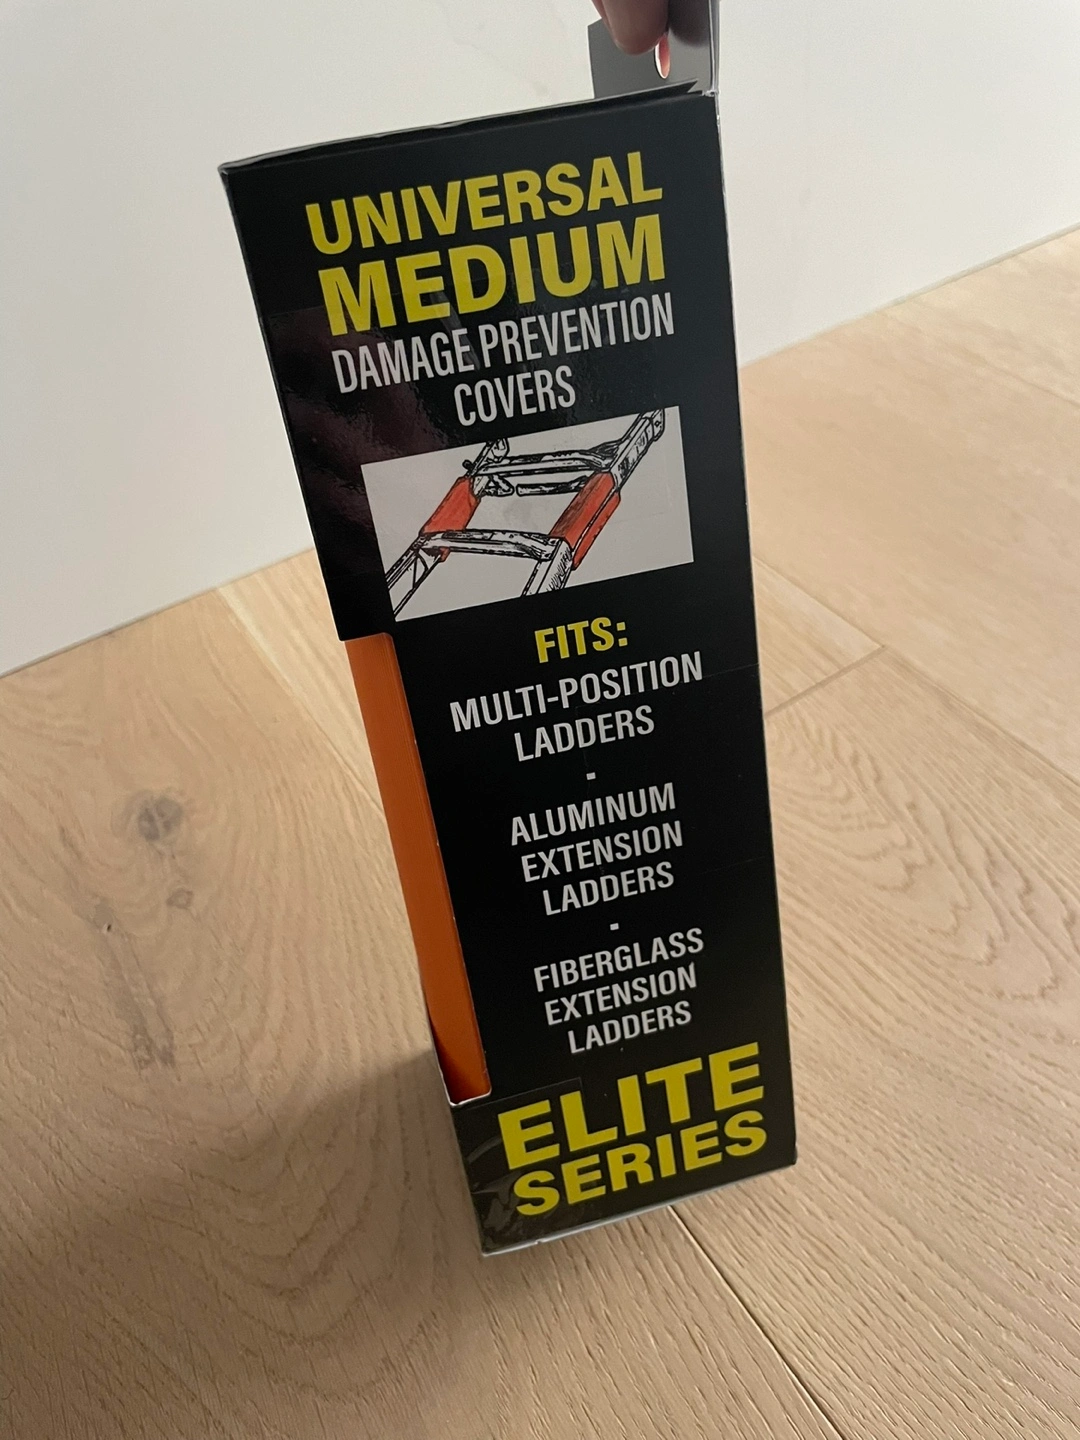 UNIVERSAL
MEDIUM
DAMAGE PREVENTION
COVERS
FITS:
MULTI-POSITION
LADDERS
-
ALUMINUM
EXTENSION
LADDERS
-
FIBERGLASS
EXTENSION
LADDERS
ELITE
SERIES